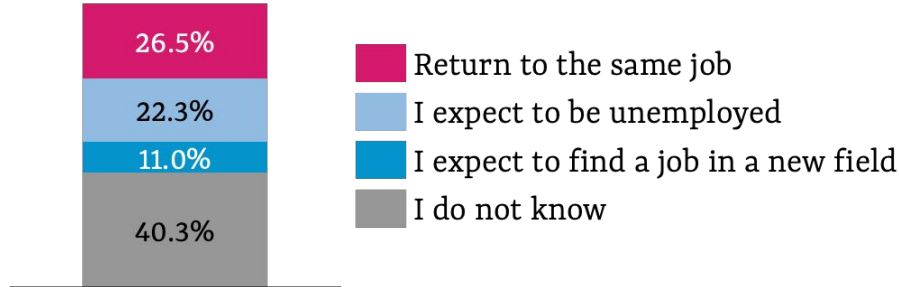 26.5%
22.3%
11.0%
40.3%
Return to the same job
I expect to be unemployed
I expect to find a job in a new field
I do not know